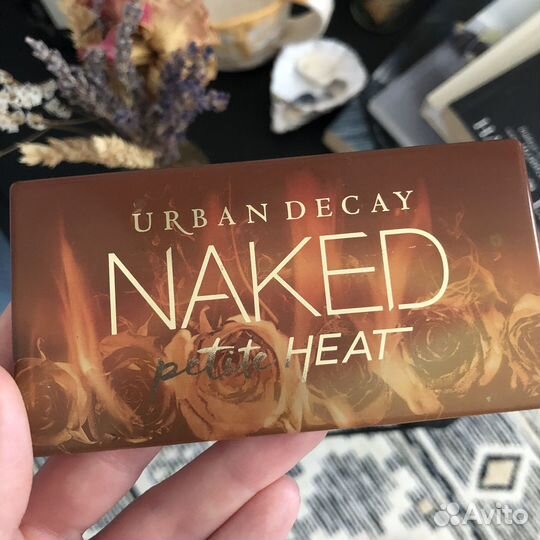 URBAN DECAY
NAKED
petite HEAT
Avito